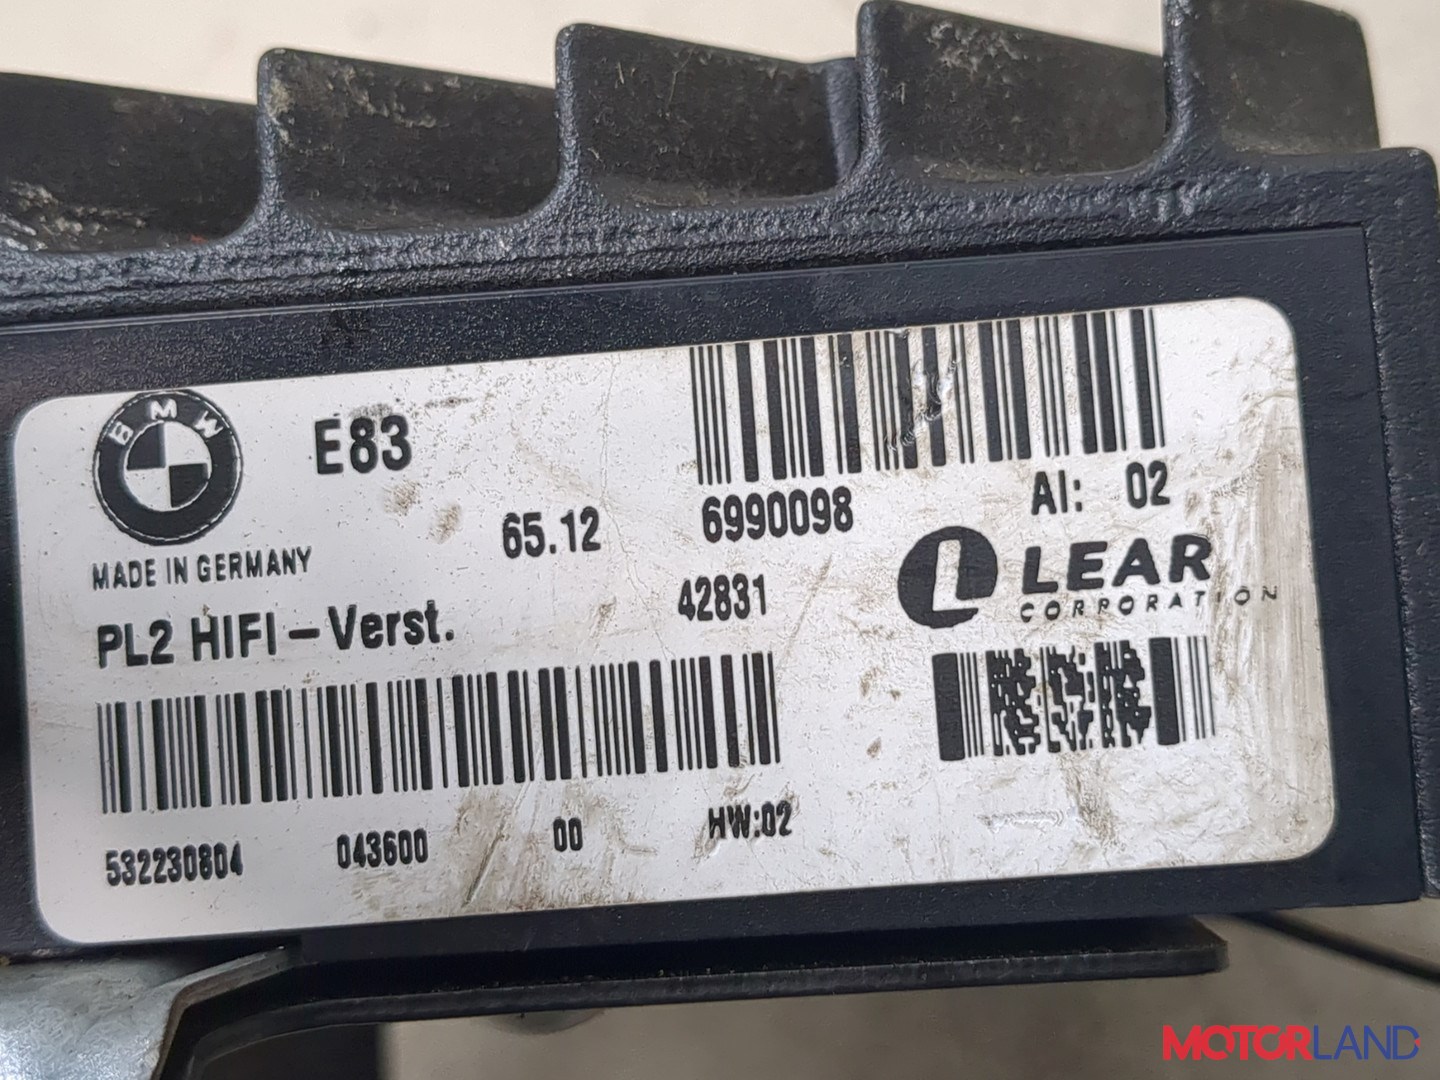 BMW
E83
MADE IN GERMANY
65.12 6990098 AI: 02
42831
LEAR
CORPORATION
PL2 HIFI-Verst.
532230804 043600 00 HW:02
MOTORLAND